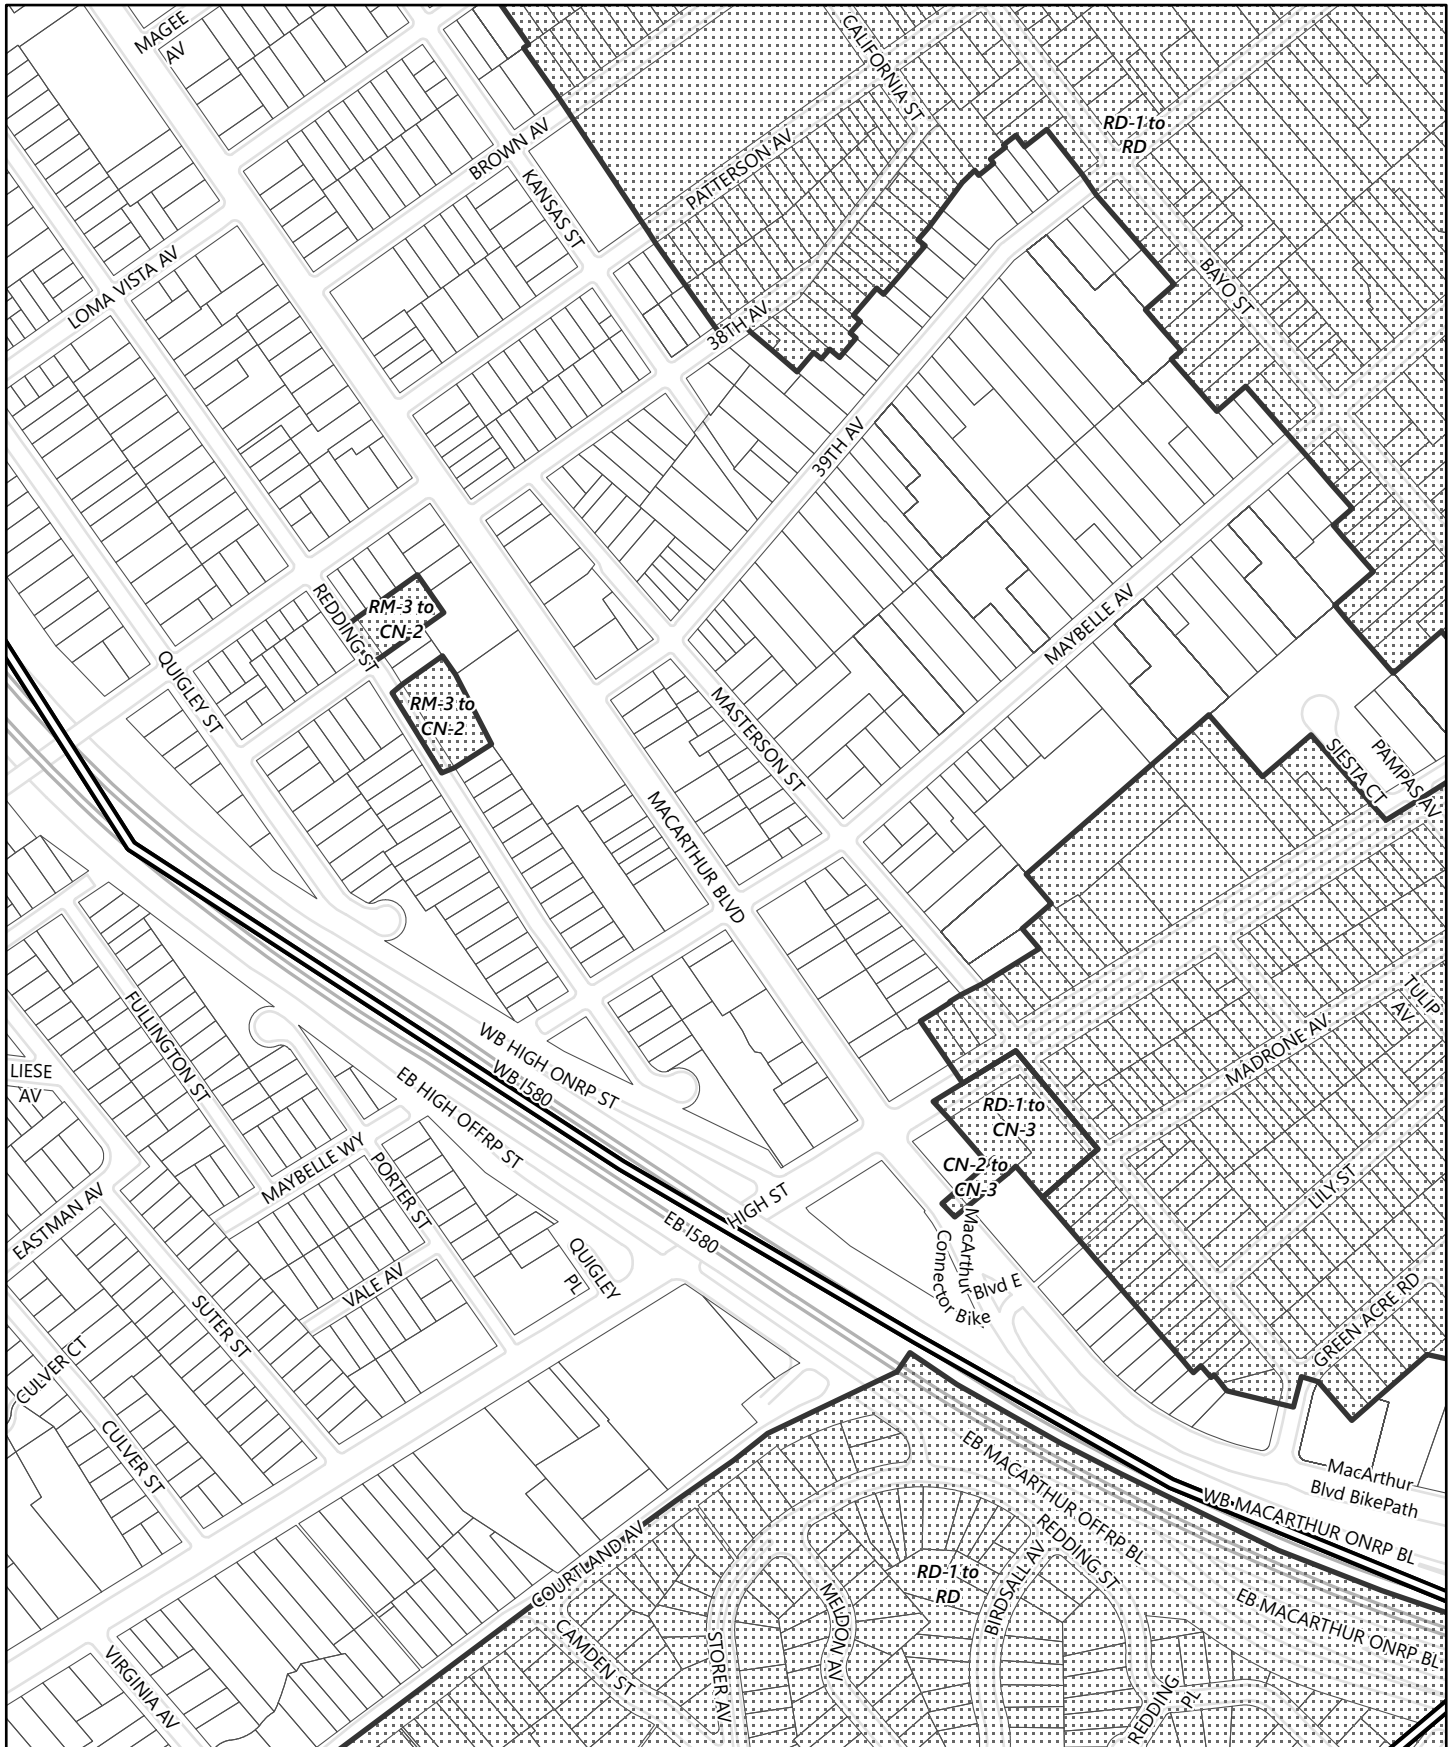 MAGEE
AV
CALIFORNIA ST
BROWN AV
PATTERSON AV
RD-1 to
RD
KANSAS ST
LOMA VISTA AV
38TH AV
BAYO ST
39TH AV
REDDING ST
RM-3 to
CN-2
MAYBELLE AV
QUIGLEY ST
RM-3 to
CN-2
MASTERSON ST
SIESTA CT
PAMPAS AV
MACARTHUR BLVD
FULLINGTON ST
WB HIGH ONRP ST
WB I580
EB HIGH OFFRP ST
TULIP
AV
MADRONE AV
LIESE
AV
RD-1 to
CN-3
CN-2 to
CN-3
MAYBELLE WY
PORTER ST
LILY ST
EASTMAN AV
HIGH ST
EB I580
QUIGLEY
PL
MacArthur
Blvd E
Connector
Bike
VALE AV
SUTER ST
GREEN ACRE RD
CULVER CT
CULVER ST
EB MACARTHUR OFFRP BL
MacArthur
Blvd BikePath
WB MACARTHUR ONRP BL
COURTLAND AV
REDDING ST
RD-1 to
RD
BIRDSALL AV
MELDON AV
EB MACARTHUR ONRP BL
CAMDEN ST
STORER AV
VIRGINIA AV
REDDING
PL